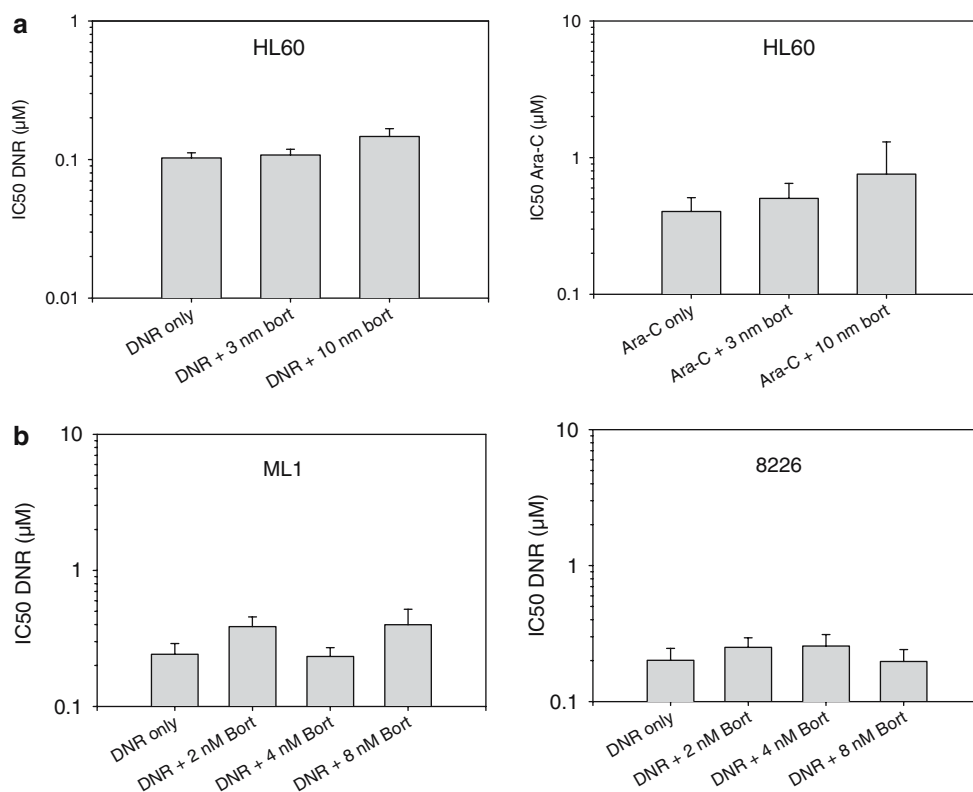 a
HL60
IC50 DNR (µM)
1
0.1
0.01
DNR only
DNR + 3 nm bort
DNR + 10 nm bort
HL60
IC50 Ara-C (µM)
10
1
0.1
Ara-C only
Ara-C + 3 nm bort
Ara-C + 10 nm bort
b
ML1
IC50 DNR (µM)
10
1
0.1
DNR only
DNR + 2 nM Bort
DNR + 4 nM Bort
DNR + 8 nM Bort
8226
IC50 DNR (µM)
10
1
0.1
DNR only
DNR + 2 nM Bort
DNR + 4 nM Bort
DNR + 8 nM Bort